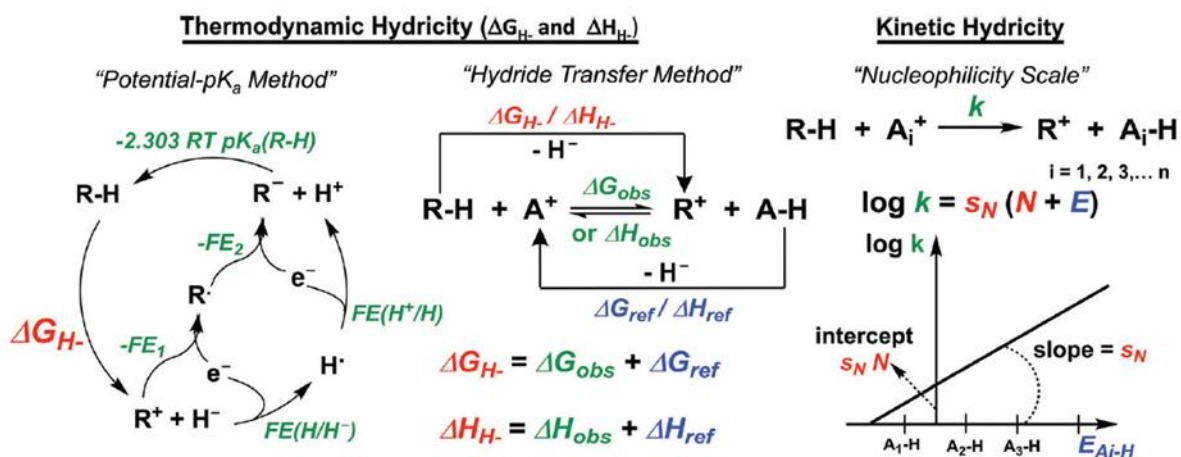 Thermodynamic Hydricity (ΔG_H- and ΔH_H-)
"Potential-pK_a Method"
-2.303 RT pK_a(R-H)
R-H
R⁻ + H⁺
-FE₂
e⁻
R·
FE(H⁺/H)
ΔG_H-
-FE₁
e⁻
H·
R⁺ + H⁻
FE(H/H⁻)
"Hydride Transfer Method"
ΔG_H- / ΔH_H-
- H⁻
ΔG_obs
R-H + A⁺ R⁺ + A-H
or ΔH_obs
- H⁻
ΔG_ref / ΔH_ref
ΔG_H- = ΔG_obs + ΔG_ref
ΔH_H- = ΔH_obs + ΔH_ref
Kinetic Hydricity
"Nucleophilicity Scale"
k
R-H + A_i⁺ → R⁺ + A_i-H
i = 1, 2, 3,... n
log k = s_N (N + E)
log k
intercept
s_N N
slope = s_N
A₁-H A₂-H A₃-H E_Ai-H